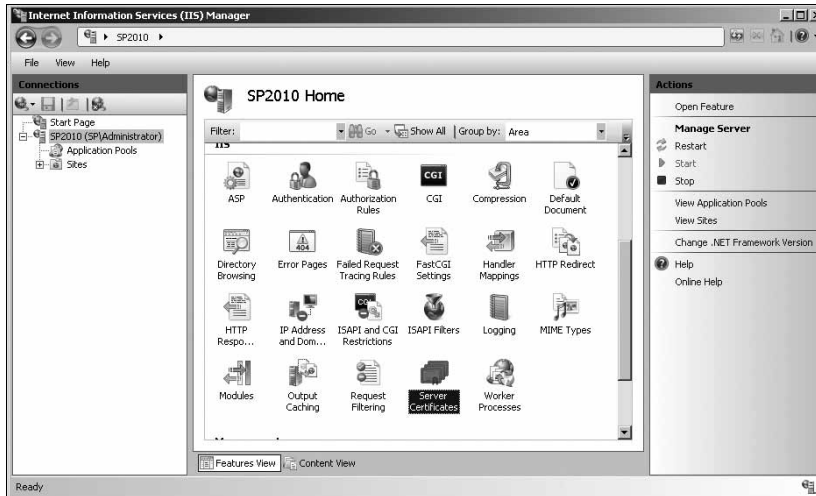 Internet Information Services (IIS) Manager
SP2010
File View Help
Connections
Start Page
SP2010 (SP\Administrator)
Application Pools
Sites
SP2010 Home
Filter: Go Show All Group by: Area
IIS
ASP
Authentication
Authorization
Rules
CGI
Compression
Default
Document
Directory
Browsing
Error Pages
Failed Request
Tracing Rules
FastCGI
Settings
Handler
Mappings
HTTP Redirect
HTTP
Respo...
IP Address
and Dom...
ISAPI and CGI
Restrictions
ISAPI Filters
Logging
MIME Types
Modules
Output
Caching
Request
Filtering
Server
Certificates
Worker
Processes
Features View Content View
Actions
Open Feature
Manage Server
Restart
Start
Stop
View Application Pools
View Sites
Change .NET Framework Version
Help
Online Help
Ready